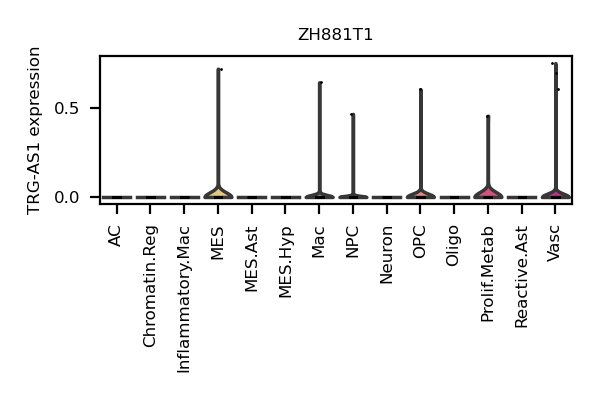 ZH881T1
TRG-AS1 expression
0.5
0.0
AC
Chromatin.Reg
Inflammatory.Mac
MES
MES.Ast
MES.Hyp
Mac
NPC
Neuron
OPC
Oligo
Prolif.Metab
Reactive.Ast
Vasc